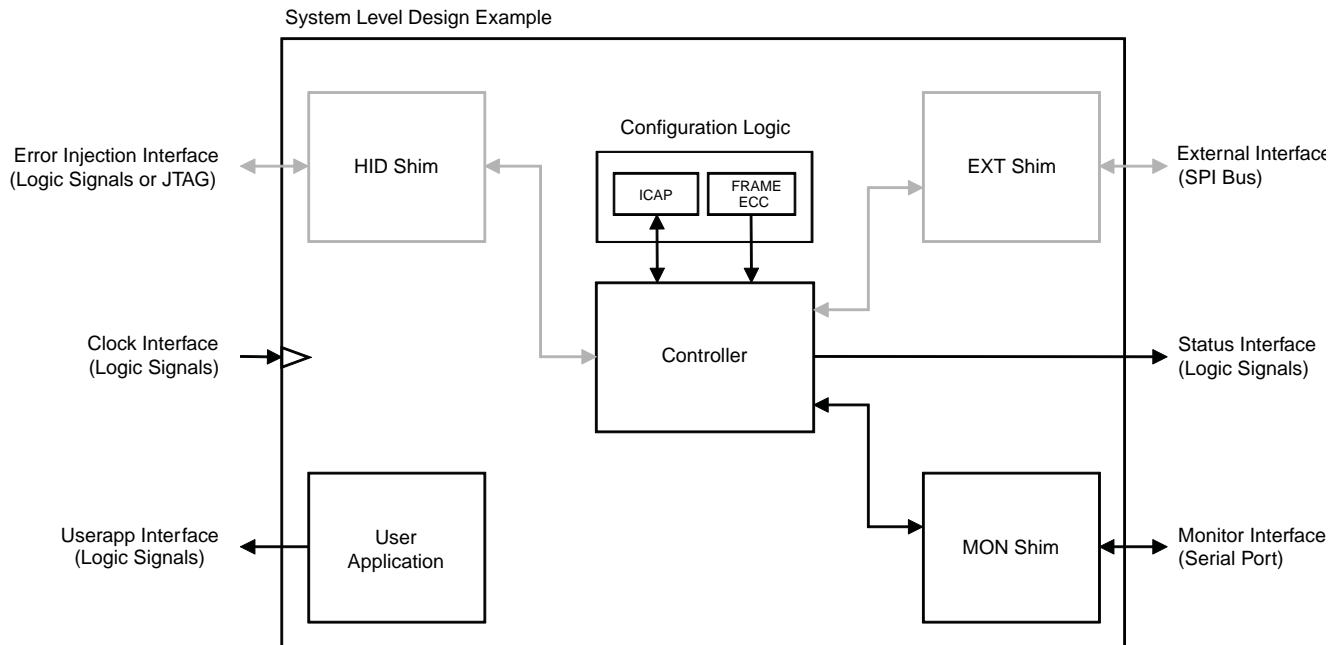 System Level Design Example
Configuration Logic
Error Injection Interface
(Logic Signals or JTAG)
HID Shim
ICAP
FRAME
ECC
EXT Shim
External Interface
(SPI Bus)
Clock Interface
(Logic Signals)
Controller
Status Interface
(Logic Signals)
Userapp Interface
(Logic Signals)
User
Application
MON Shim
Monitor Interface
(Serial Port)